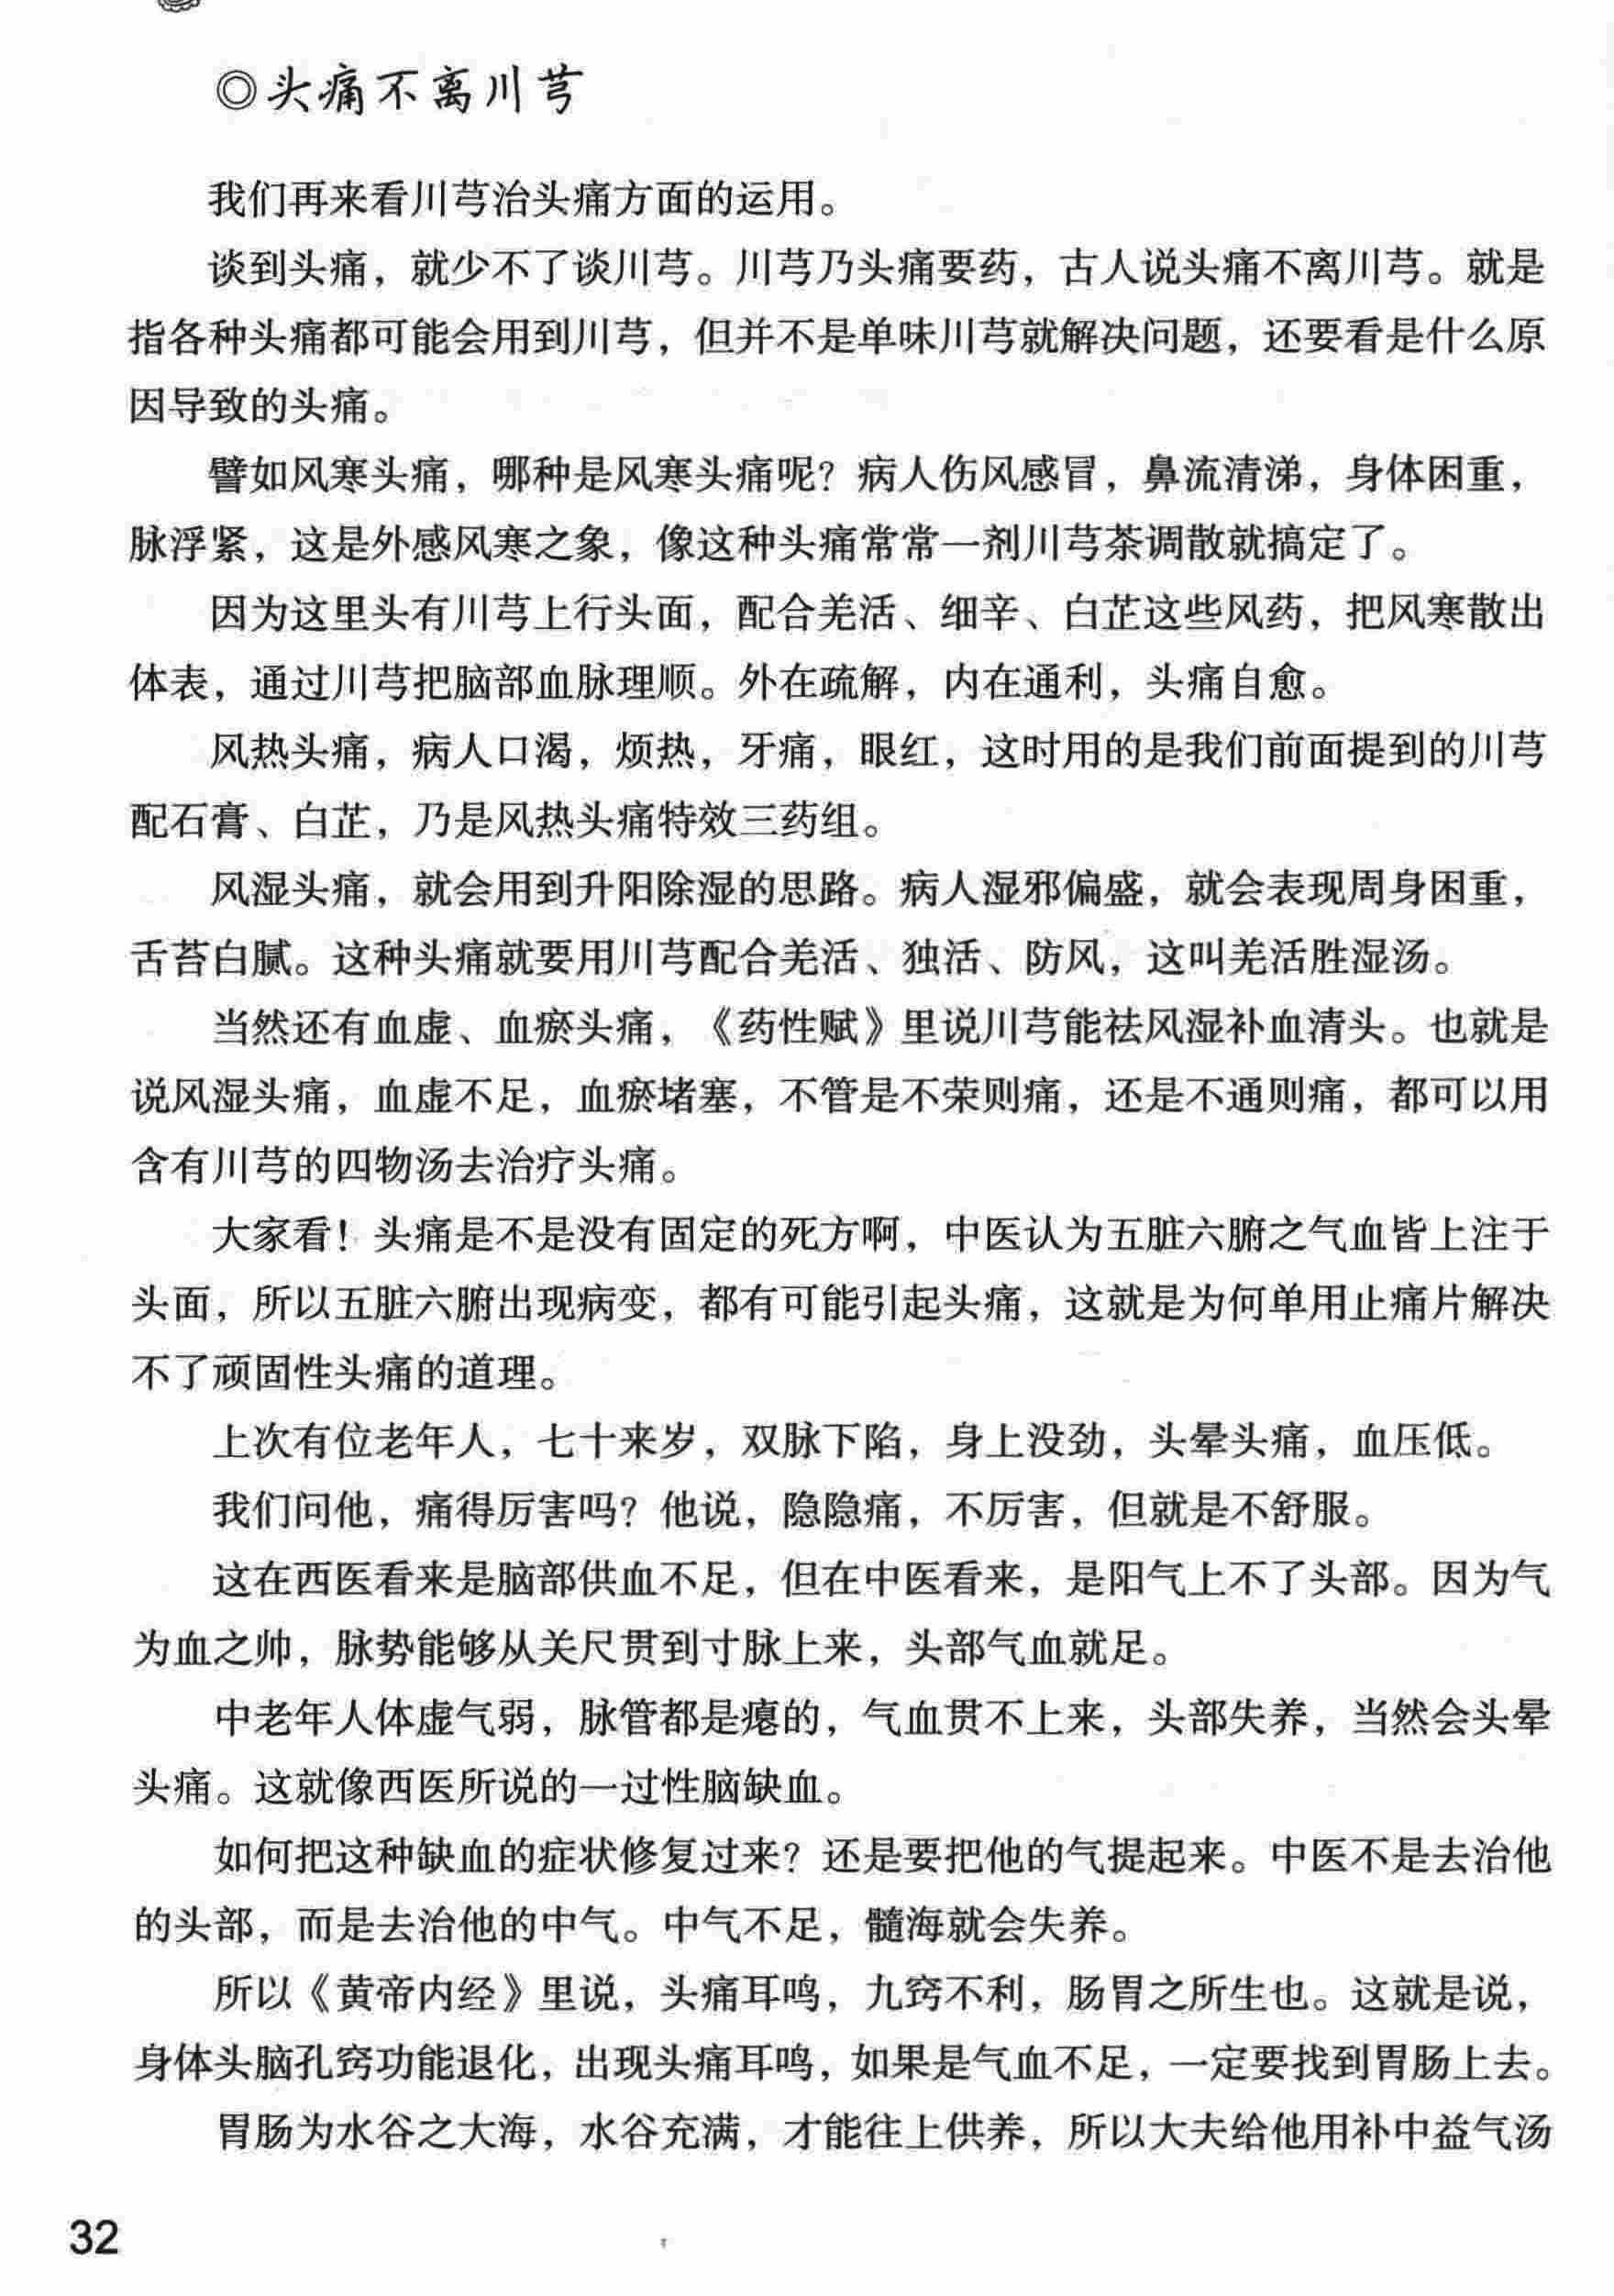 ◎头痛不离川芎
我们再来看川芎治头痛方面的运用。
谈到头痛，就少不了谈川芎。川芎乃头痛要药，古人说头痛不离川芎。就是
指各种头痛都可能会用到川芎，但并不是单味川芎就解决问题，还要看是什么原
因导致的头痛。
譬如风寒头痛，哪种是风寒头痛呢？病人伤风感冒，鼻流清涕，身体困重，
脉浮紧，这是外感风寒之象，像这种头痛常常一剂川芎茶调散就搞定了。
因为这里头有川芎上行头面，配合羌活、细辛、白芷这些风药，把风寒散出
体表，通过川芎把脑部血脉理顺。外在疏解，内在通利，头痛自愈。
风热头痛，病人口渴，烦热，牙痛，眼红，这时用的是我们前面提到的川芎
配石膏、白芷，乃是风热头痛特效三药组。
风湿头痛，就会用到升阳除湿的思路。病人湿邪偏盛，就会表现周身困重，
舌苔白腻。这种头痛就要用川芎配合羌活、独活、防风，这叫羌活胜湿汤。
当然还有血虚、血瘀头痛，《药性赋》里说川芎能祛风湿补血清头。也就是
说风湿头痛，血虚不足，血瘀堵塞，不管是不荣则痛，还是不通则痛，都可以用
含有川芎的四物汤去治疗头痛。
大家看！头痛是不是没有固定的死方啊，中医认为五脏六腑之气血皆上注于
头面，所以五脏六腑出现病变，都有可能引起头痛，这就是为何单用止痛片解决
不了顽固性头痛的道理。
上次有位老年人，七十来岁，双脉下陷，身上没劲，头晕头痛，血压低。
我们问他，痛得厉害吗？他说，隐隐痛，不厉害，但就是不舒服。
这在西医看来是脑部供血不足，但在中医看来，是阳气上不了头部。因为气
为血之帅，脉势能够从关尺贯到寸脉上来，头部气血就足。
中老年人体虚气弱，脉管都是瘪的，气血贯不上来，头部失养，当然会头晕
头痛。这就像西医所说的一过性脑缺血。
如何把这种缺血的症状修复过来？还是要把他的气提起来。中医不是去治他
的头部，而是去治他的中气。中气不足，髓海就会失养。
所以《黄帝内经》里说，头痛耳鸣，九窍不利，肠胃之所生也。这就是说，
身体头脑孔窍功能退化，出现头痛耳鸣，如果是气血不足，一定要找到胃肠上去。
胃肠为水谷之大海，水谷充满，才能往上供养，所以大夫给他用补中益气汤
32